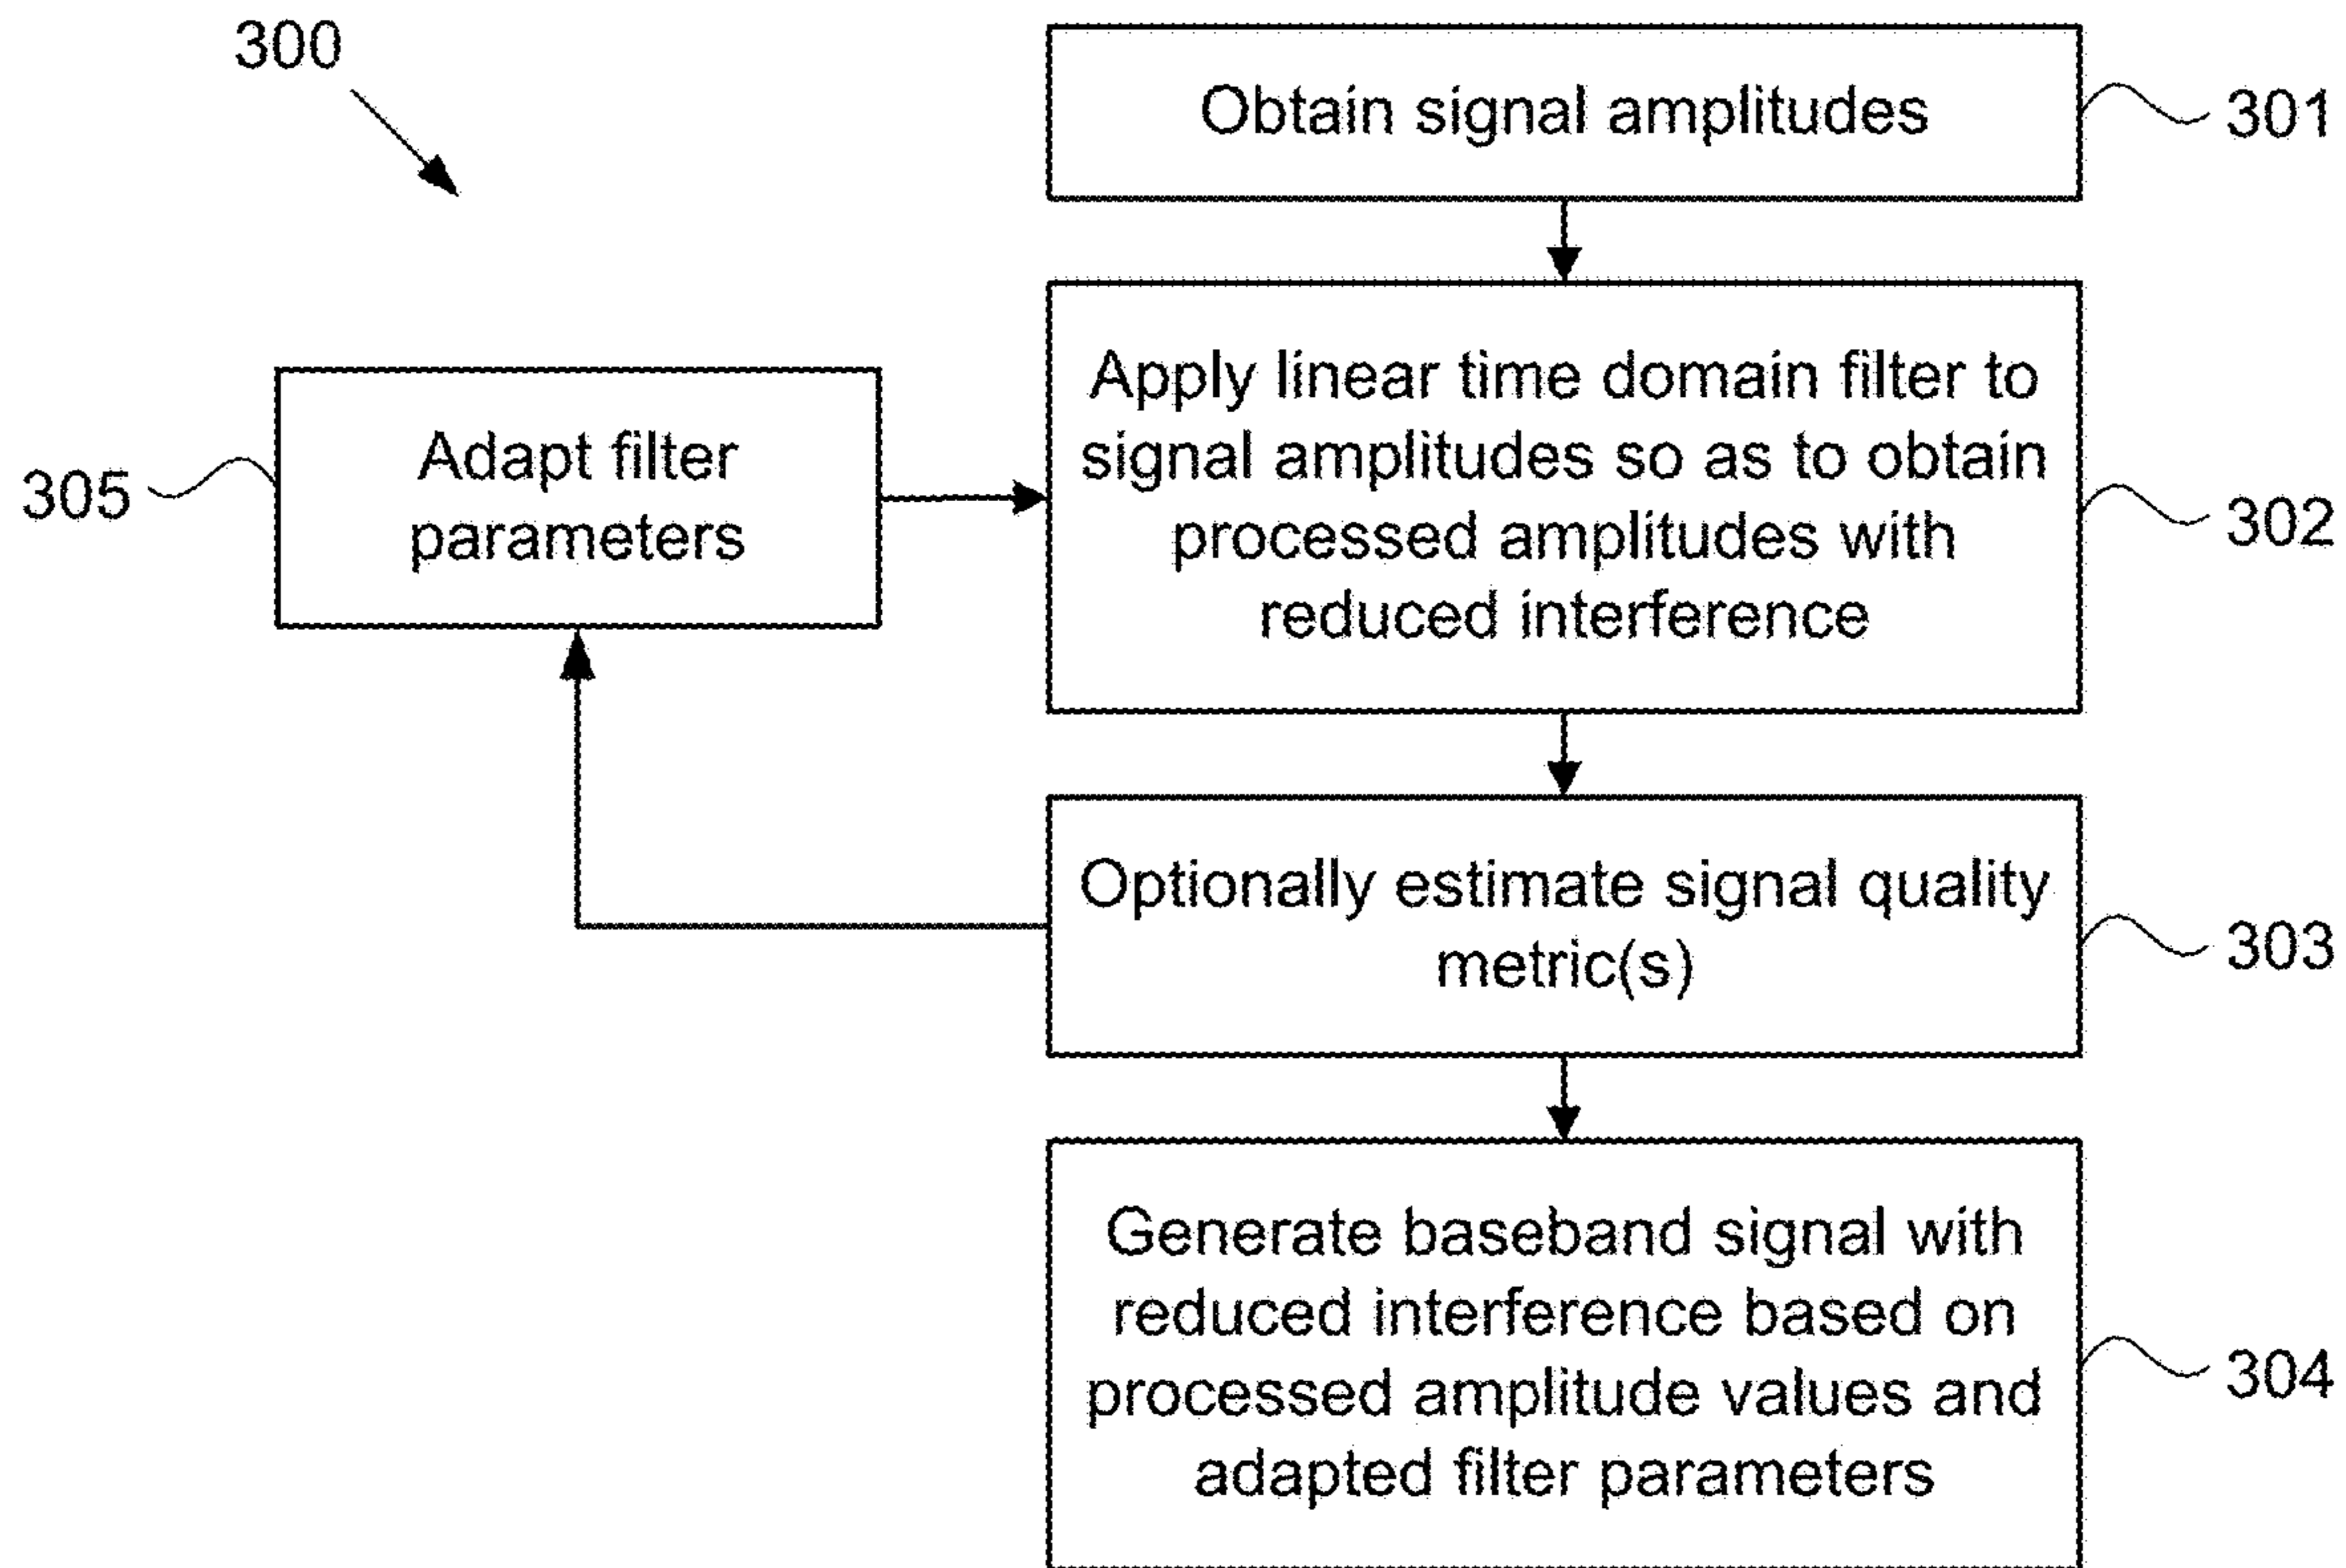 300
Obtain signal amplitudes
301
Apply linear time domain filter to
signal amplitudes so as to obtain
processed amplitudes with
reduced interference
302
Adapt filter
parameters
305
Optionally estimate signal quality
metric(s)
303
Generate baseband signal with
reduced interference based on
processed amplitude values and
adapted filter parameters
304